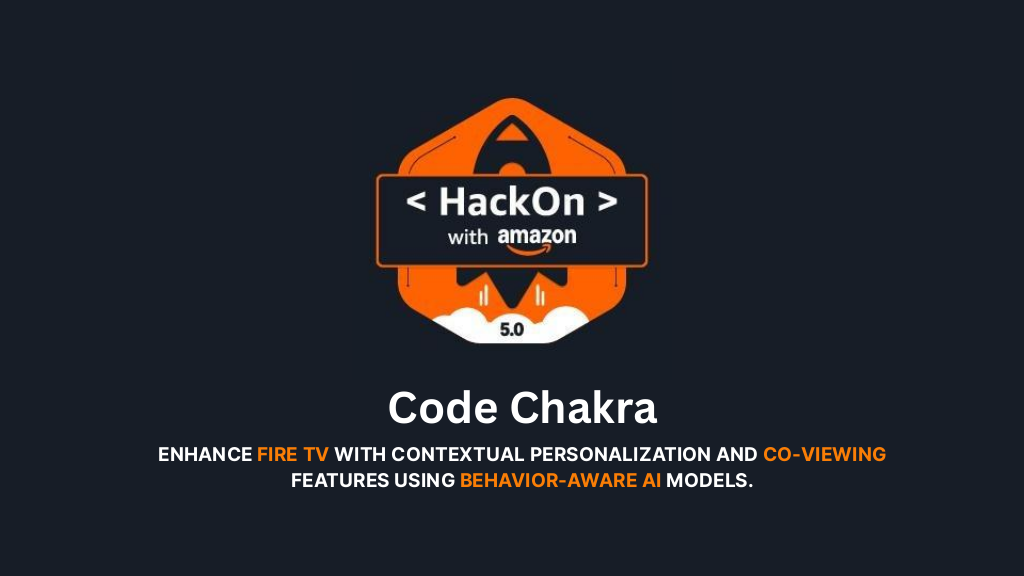 < HackOn >
with amazon
5.0
Code Chakra
ENHANCE FIRE TV WITH CONTEXTUAL PERSONALIZATION AND CO-VIEWING
FEATURES USING BEHAVIOR-AWARE AI MODELS.